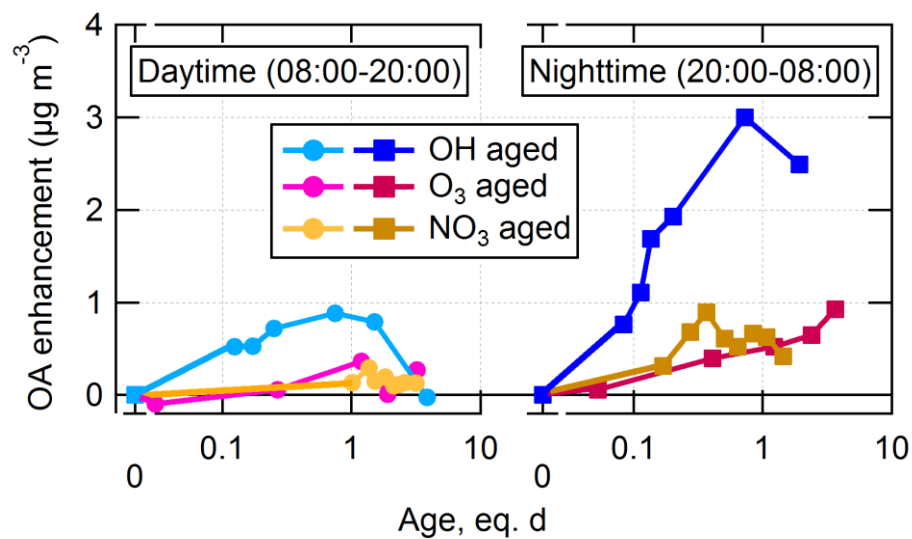 OA enhancement (µg m⁻³)
4
3
2
1
0
Daytime (08:00-20:00)
Nighttime (20:00-08:00)
OH aged
O₃ aged
NO₃ aged
0.1 1 10 0.1 1 10
0 0
Age, eq. d